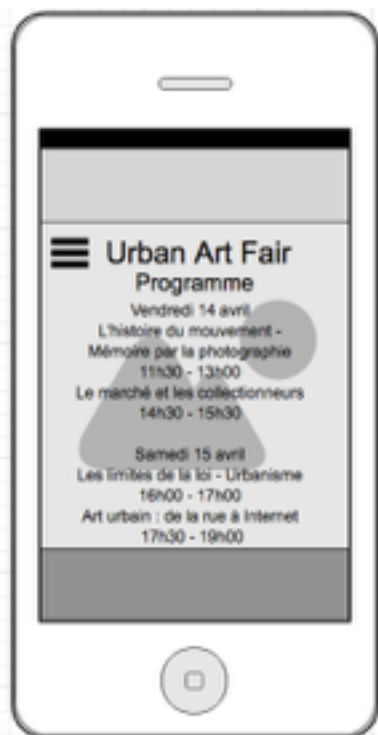 Urban Art Fair
Programme
Vendredi 14 avril
L'histoire du mouvement -
Mémoire par la photographie
11h30 - 13h00
Le marché et les collectionneurs
14h30 - 15h30
Samedi 15 avril
Les limites de la loi - Urbanisme
16h00 - 17h00
Art urbain : de la rue à Internet
17h30 - 19h00